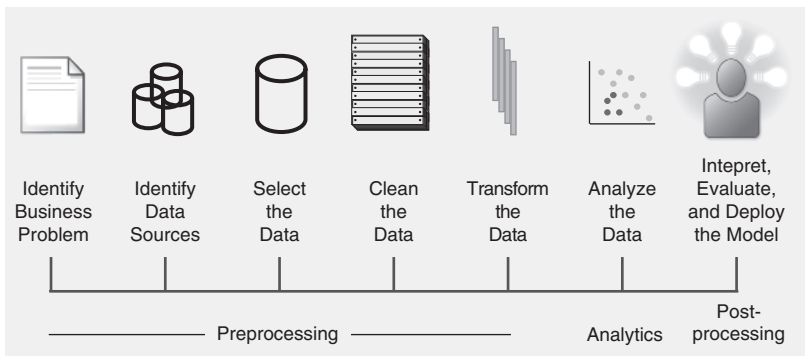 Identify
Business
Problem
Identify
Data
Sources
Select
the
Data
Clean
the
Data
Transform
the
Data
Analyze
the
Data
Intepret,
Evaluate,
and Deploy
the Model
Preprocessing
Analytics
Post-
processing